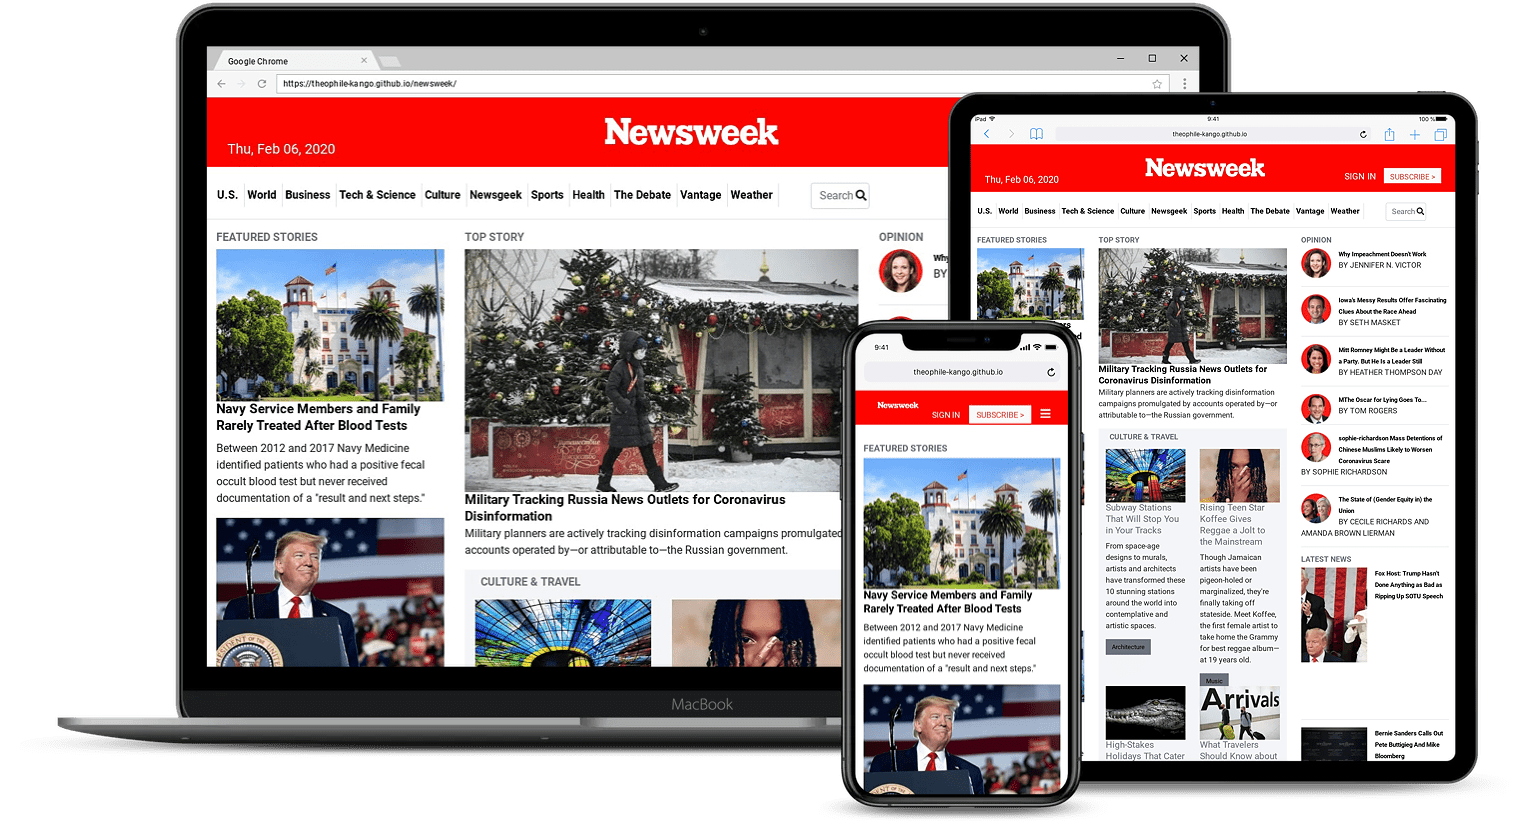 Google Chrome
https://theophile-kango.github.io/newsweek/
Thu, Feb 06, 2020
Newsweek
U.S. World Business Tech & Science Culture Newsgeek Sports Health The Debate Vantage Weather
Search
FEATURED STORIES
Navy Service Members and Family
Rarely Treated After Blood Tests
Between 2012 and 2017 Navy Medicine
identified patients who had a positive fecal
occult blood test but never received
documentation of a "result and next steps."
TOP STORY
Military Tracking Russia News Outlets for Coronavirus
Disinformation
Military planners are actively tracking disinformation campaigns promulgated
accounts operated by—or attributable to—the Russian government.
CULTURE & TRAVEL
OPINION
Why
BY
MacBook
9:41
theophile-kango.github.io
Newsweek
SIGN IN
SUBSCRIBE >
FEATURED STORIES
Navy Service Members and Family
Rarely Treated After Blood Tests
Between 2012 and 2017 Navy Medicine
identified patients who had a positive fecal
occult blood test but never received
documentation of a "result and next steps."
iPad
9:41
100 %
theophile-kango.github.io
Thu, Feb 06, 2020
Newsweek
SIGN IN
SUBSCRIBE >
U.S. World Business Tech & Science Culture Newsgeek Sports Health The Debate Vantage Weather
Search
FEATURED STORIES
TOP STORY
Military Tracking Russia News Outlets for
Coronavirus Disinformation
Military planners are actively tracking disinformation
campaigns promulgated by accounts operated by—or
attributable to—the Russian government.
CULTURE & TRAVEL
Subway Stations
That Will Stop You
in Your Tracks
From space-age
designs to murals,
artists and architects
have transformed these
10 stunning stations
around the world into
contemplative and
artistic spaces.
Architecture
High-Stakes
Holidays That Cater
Rising Teen Star
Koffee Gives
Reggae a Jolt to
the Mainstream
Though Jamaican
artists have been
pigeon-holed or
marginalized, they're
finally taking off
stateside. Meet Koffee,
the first female artist to
take home the Grammy
for best reggae album—
at 19 years old.
Music
Arrivals
What Travelers
Should Know about
OPINION
Why Impeachment Doesn't Work
BY JENNIFER N. VICTOR
Iowa's Messy Results Offer Fascinating
Clues About the Race Ahead
BY SETH MASKET
Mitt Romney Might Be a Leader Without
a Party. But He Is a Leader Still
BY HEATHER THOMPSON DAY
MThe Oscar for Lying Goes To...
BY TOM ROGERS
sophie-richardson Mass Detentions of
Chinese Muslims Likely to Worsen
Coronavirus Scare
BY SOPHIE RICHARDSON
The State of (Gender Equity in) the
Union
BY CECILE RICHARDS AND
AMANDA BROWN LIERMAN
LATEST NEWS
Fox Host: Trump Hasn't
Done Anything as Bad as
Ripping Up SOTU Speech
Bernie Sanders Calls Out
Pete Buttigieg And Mike
Bloomberg